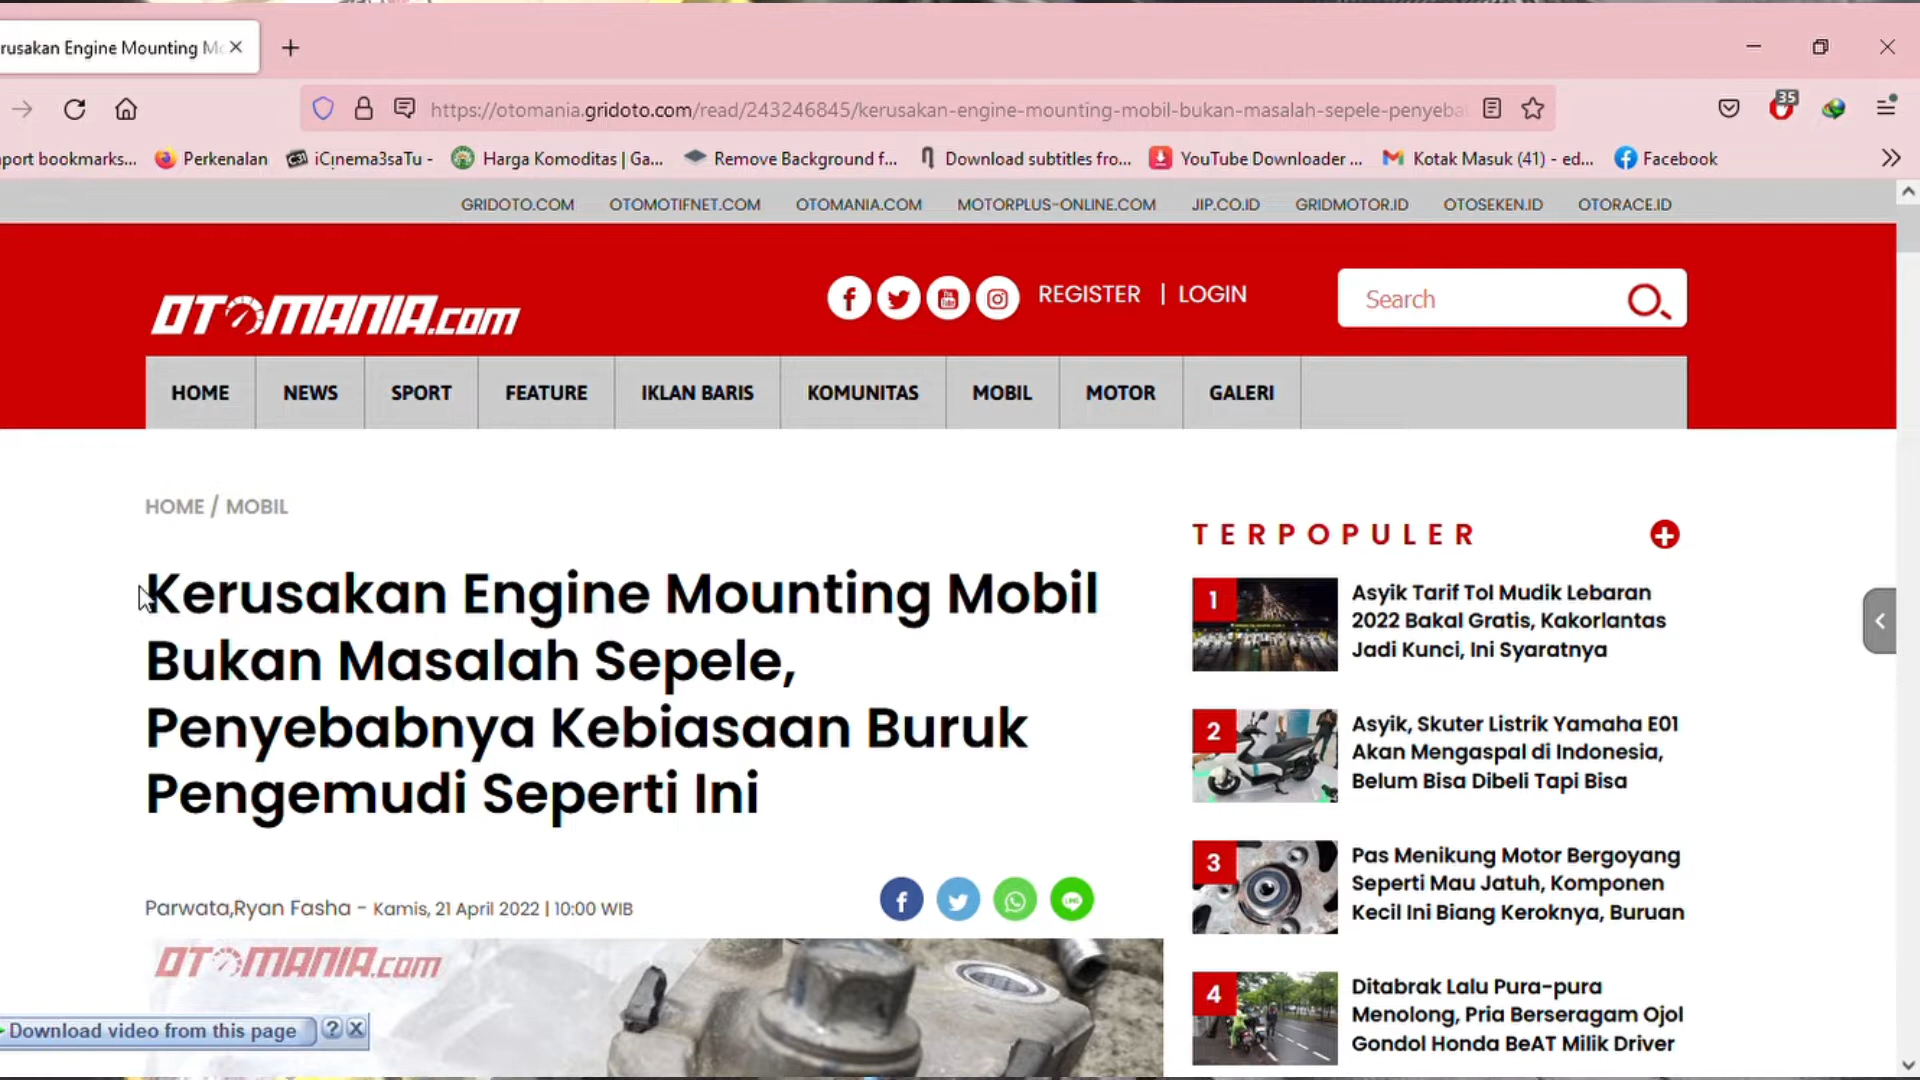 rusakan Engine Mounting Mo
https://otomania.gridoto.com/read/243246845/kerusakan-engine-mounting-mobil-bukan-masalah-sepele-penyeba
35
port bookmarks...
Perkenalan
iCinema3saTu -
Harga Komoditas | Ga...
Remove Background f...
Download subtitles fro...
YouTube Downloader ...
Kotak Masuk (41) - ed...
Facebook
GRIDOTO.COM
OTOMOTIFNET.COM
OTOMANIA.COM
MOTORPLUS-ONLINE.COM
JIP.CO.ID
GRIDMOTOR.ID
OTOSEKEN.ID
OTORACE.ID
OTOMANIA.com
REGISTER | LOGIN
Search
HOME
NEWS
SPORT
FEATURE
IKLAN BARIS
KOMUNITAS
MOBIL
MOTOR
GALERI
HOME / MOBIL
Kerusakan Engine Mounting Mobil
Bukan Masalah Sepele,
Penyebabnya Kebiasaan Buruk
Pengemudi Seperti Ini
Parwata,Ryan Fasha - Kamis, 21 April 2022 | 10:00 WIB
OTOMANIA.com
Download video from this page
TERPOPULER
1
Asyik Tarif Tol Mudik Lebaran
2022 Bakal Gratis, Kakorlantas
Jadi Kunci, Ini Syaratnya
2
Asyik, Skuter Listrik Yamaha E01
Akan Mengaspal di Indonesia,
Belum Bisa Dibeli Tapi Bisa
3
Pas Menikung Motor Bergoyang
Seperti Mau Jatuh, Komponen
Kecil Ini Biang Keroknya, Buruan
4
Ditabrak Lalu Pura-pura
Menolong, Pria Berseragam Ojol
Gondol Honda BeAT Milik Driver